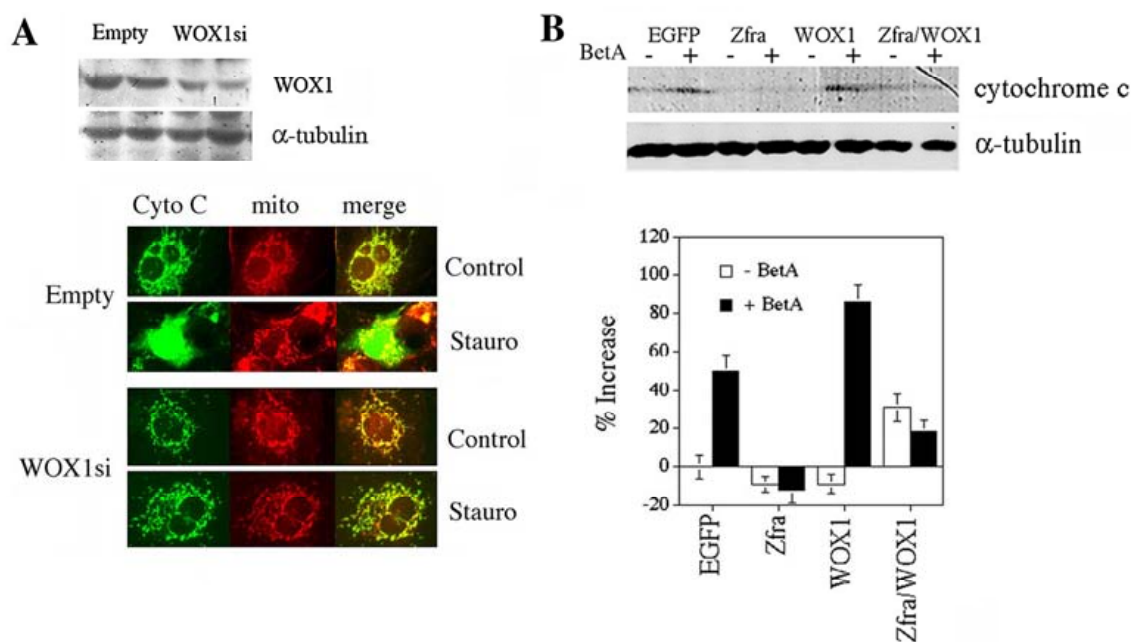 A
Empty WOX1si
WOX1
α-tubulin
Cyto C mito merge
Empty
Control
Stauro
WOX1si
Control
Stauro
B
EGFP Zfra WOX1 Zfra/WOX1
BetA - + - + - + - +
cytochrome c
α-tubulin
120
100
80
60
40
20
0
-20
% Increase
- BetA
+ BetA
EGFP
Zfra
WOX1
Zfra/WOX1